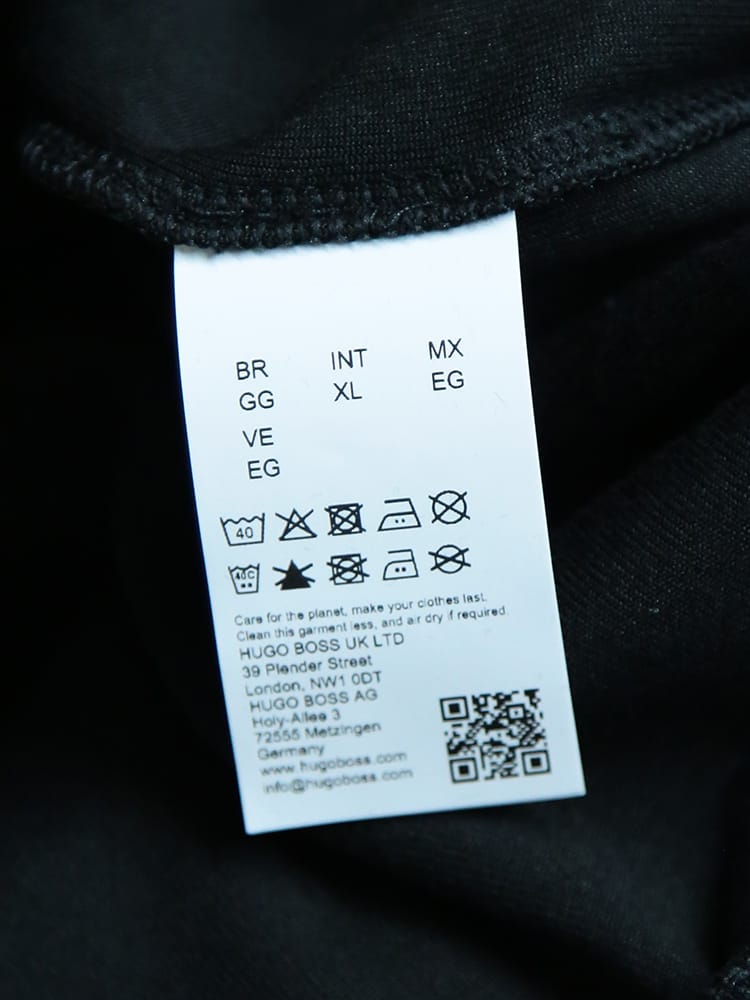 BR INT MX
GG XL EG
VE
EG
40
40C
Care for the planet, make your clothes last.
Clean this garment less, and air dry if required.
HUGO BOSS UK LTD
39 Plender Street
London, NW1 0DT
HUGO BOSS AG
Holy-Allee 3
72555 Metzingen
Germany
www.hugoboss.com
info@hugoboss.com